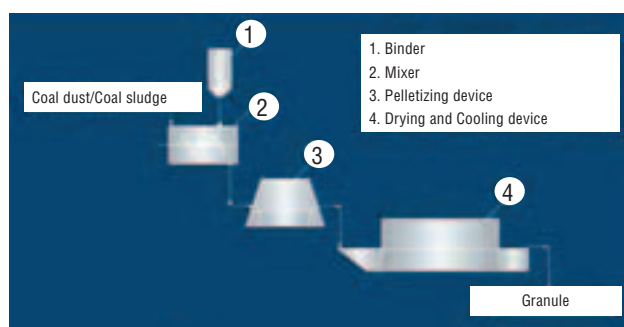 1
1. Binder
2. Mixer
3. Pelletizing device
4. Drying and Cooling device
Coal dust/Coal sludge
2
3
4
Granule